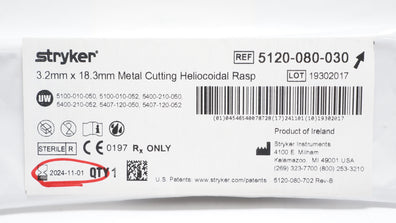 stryker®
REF 5120-080-030
3.2mm x 18.3mm Metal Cutting Heliocoidal Rasp
LOT 19302017
UW 5100-010-050, 5100-010-052, 5400-210-050,
5400-210-052, 5407-120-050, 5407-120-052
(01)04546540078728(17)241101(10)19302017
STERILE R
CE 0197 Rx ONLY
Product of Ireland
Stryker Instruments
4100 E. Milham
Kalamazoo, MI 49001 USA
(269) 323-7700 (800) 253-3210
2024-11-01 QTY 1
U.S. Patents: www.stryker.com/patents
5120-080-702 Rev-B